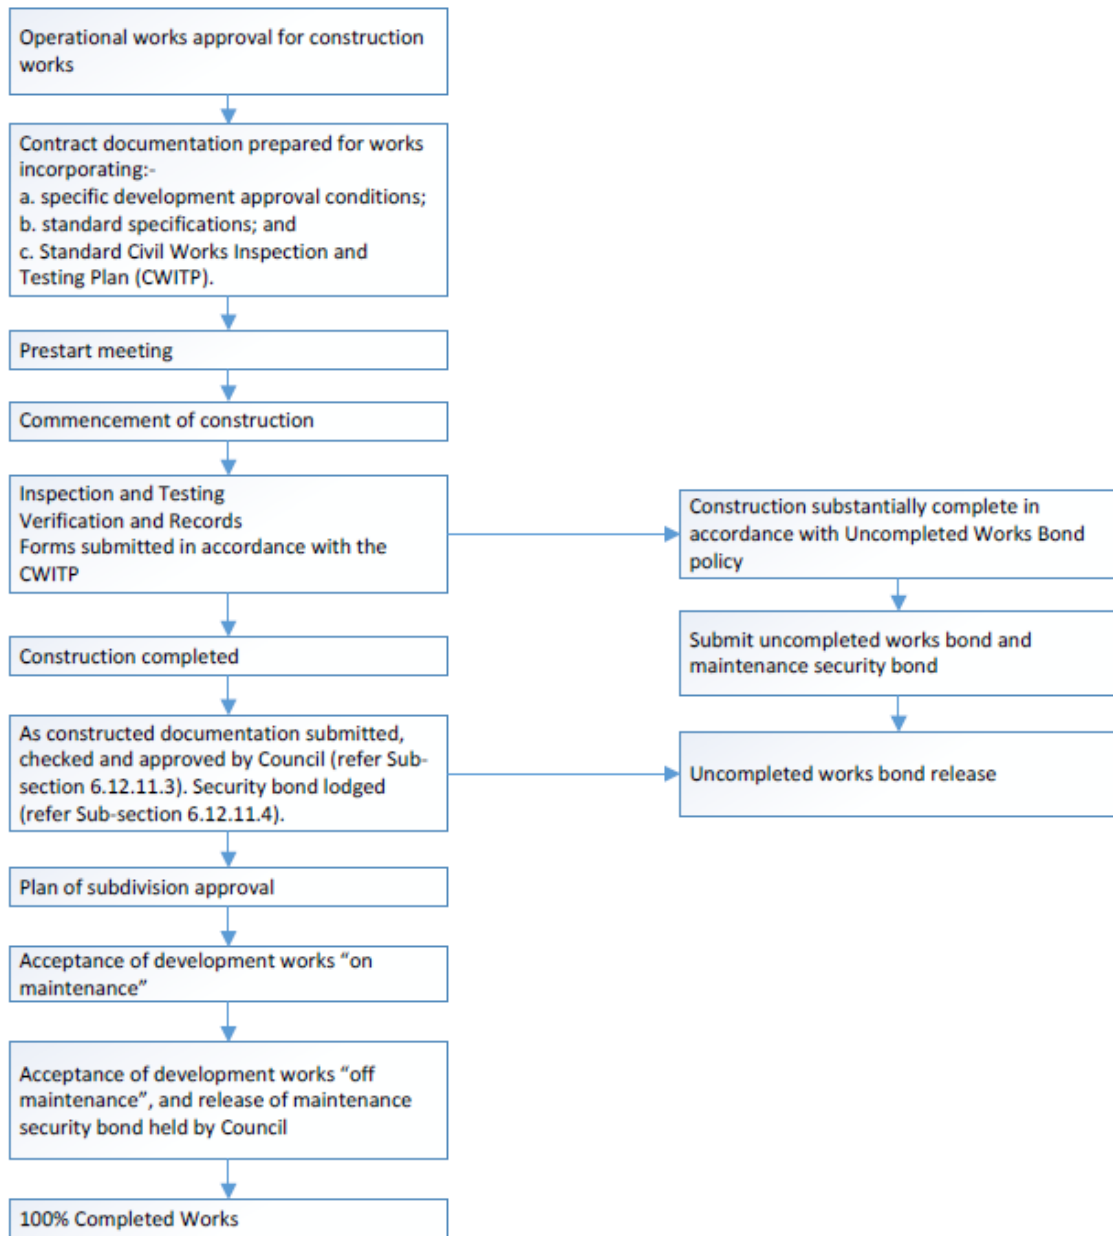 Operational works approval for construction
works
Contract documentation prepared for works
incorporating:-
a. specific development approval conditions;
b. standard specifications; and
c. Standard Civil Works Inspection and
Testing Plan (CWITP).
Prestart meeting
Commencement of construction
Inspection and Testing
Verification and Records
Forms submitted in accordance with the
CWITP
Construction substantially complete in
accordance with Uncompleted Works Bond
policy
Submit uncompleted works bond and
maintenance security bond
Construction completed
As constructed documentation submitted,
checked and approved by Council (refer Sub-
section 6.12.11.3). Security bond lodged
(refer Sub-section 6.12.11.4).
Uncompleted works bond release
Plan of subdivision approval
Acceptance of development works “on
maintenance”
Acceptance of development works “off
maintenance”, and release of maintenance
security bond held by Council
100% Completed Works